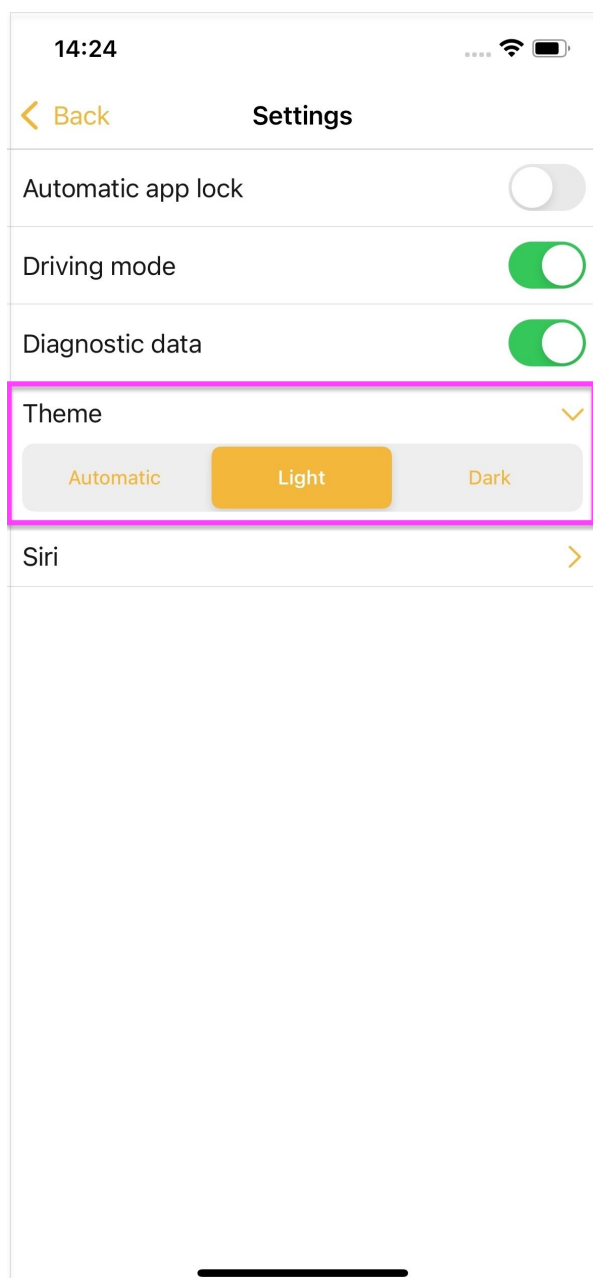 14:24
Back Settings
Automatic app lock
Driving mode
Diagnostic data
Theme
Automatic Light Dark
Siri